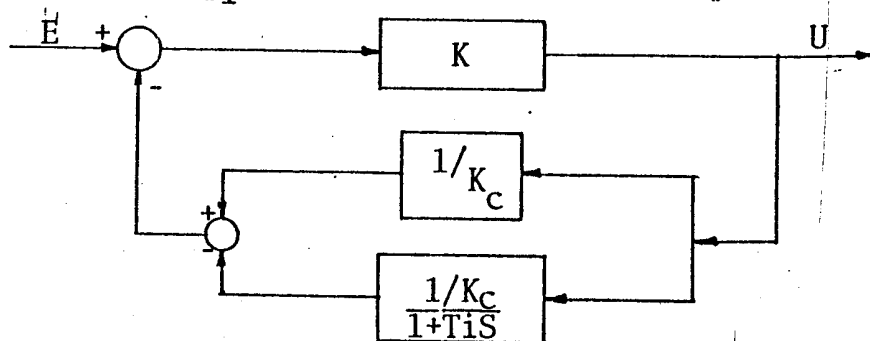 E
+
-
K
U
1/K_C
+
-
1/K_C
1+TiS